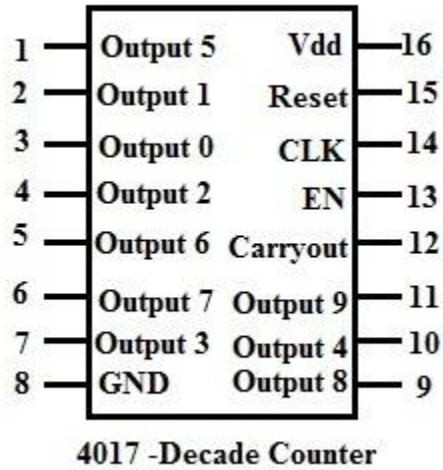 1 Output 5 Vdd 16
2 Output 1 Reset 15
3 Output 0 CLK 14
4 Output 2 EN 13
5 Output 6 Carryout 12
6 Output 7 Output 9 11
7 Output 3 Output 4 10
8 GND Output 8 9
4017 -Decade Counter